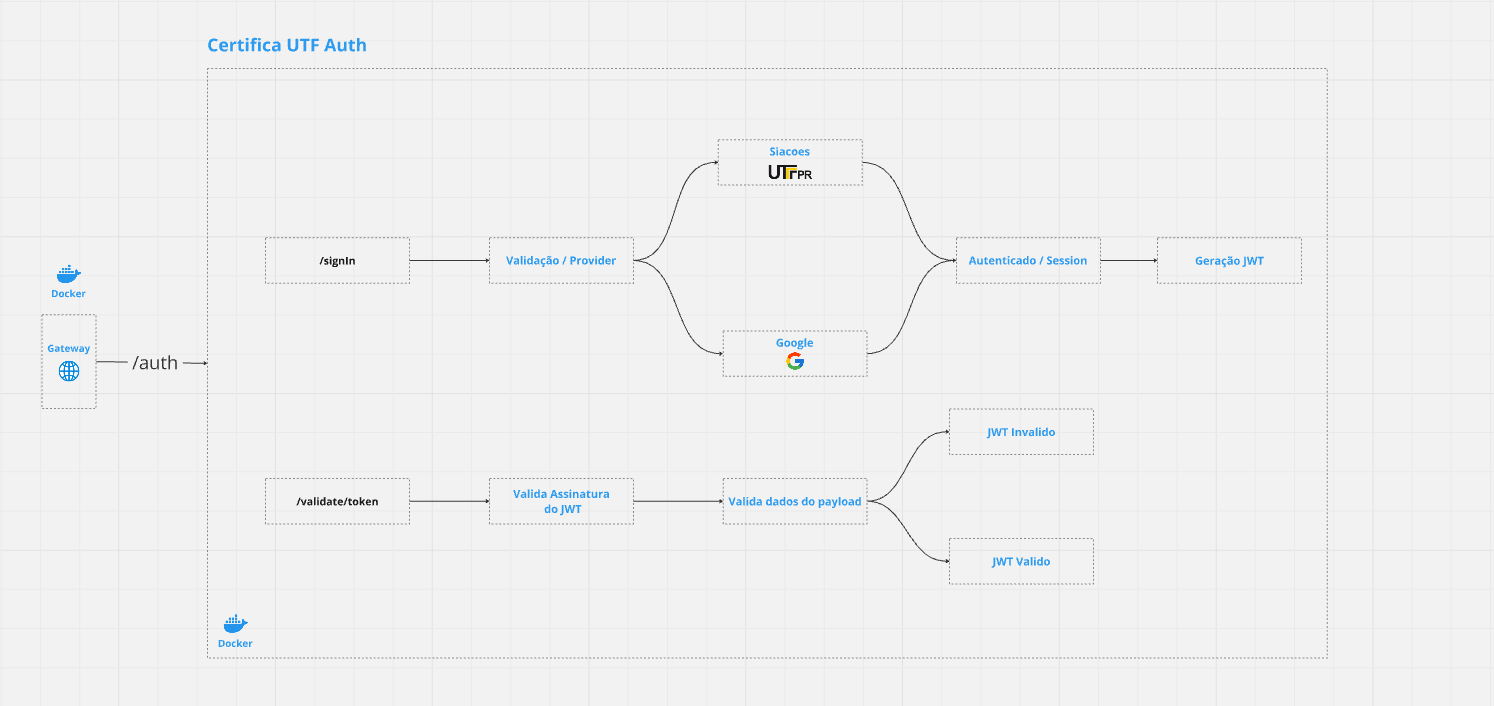 Certifica UTF Auth
Siacoes
UTFPR
/signIn
Validação / Provider
Autenticado / Session
Geração JWT
Docker
Gateway
/auth
Google
JWT Invalido
/validate/token
Valida Assinatura
do JWT
Valida dados do payload
JWT Valido
Docker